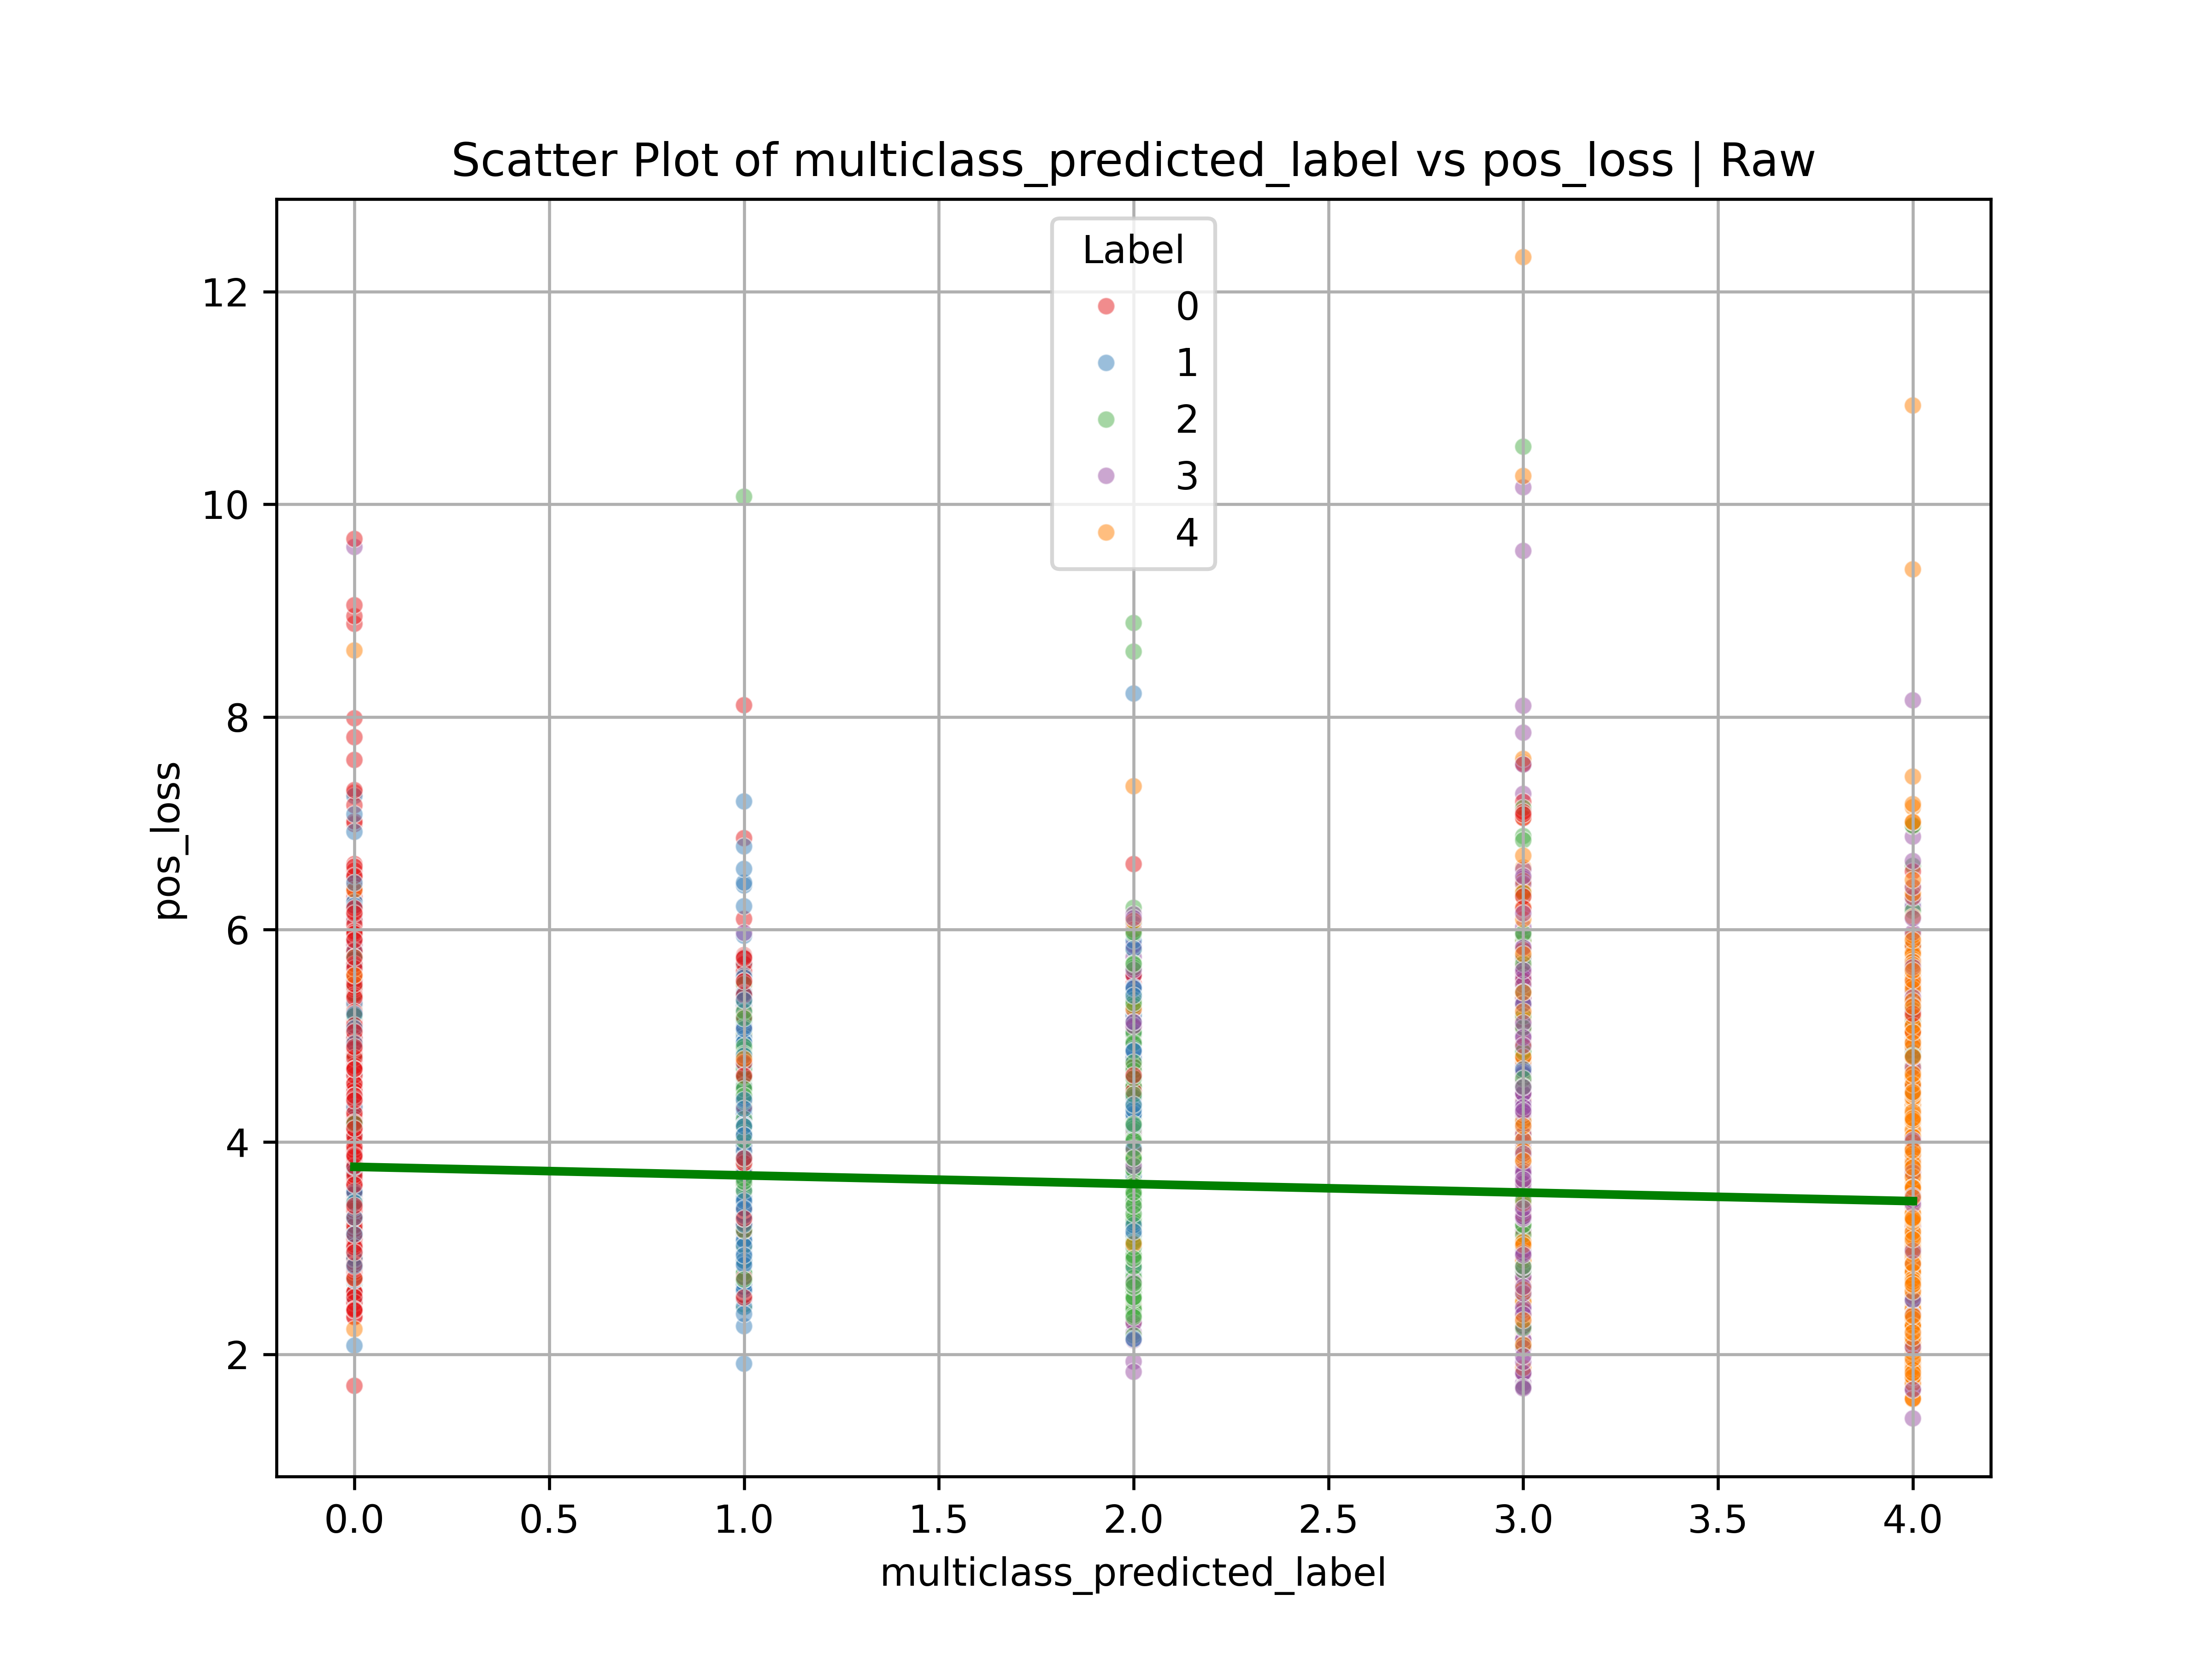 Scatter Plot of multiclass_predicted_label vs pos_loss | Raw
Label
0
1
2
3
4
12
10
8
6
4
2
pos_loss
0.0 0.5 1.0 1.5 2.0 2.5 3.0 3.5 4.0
multiclass_predicted_label